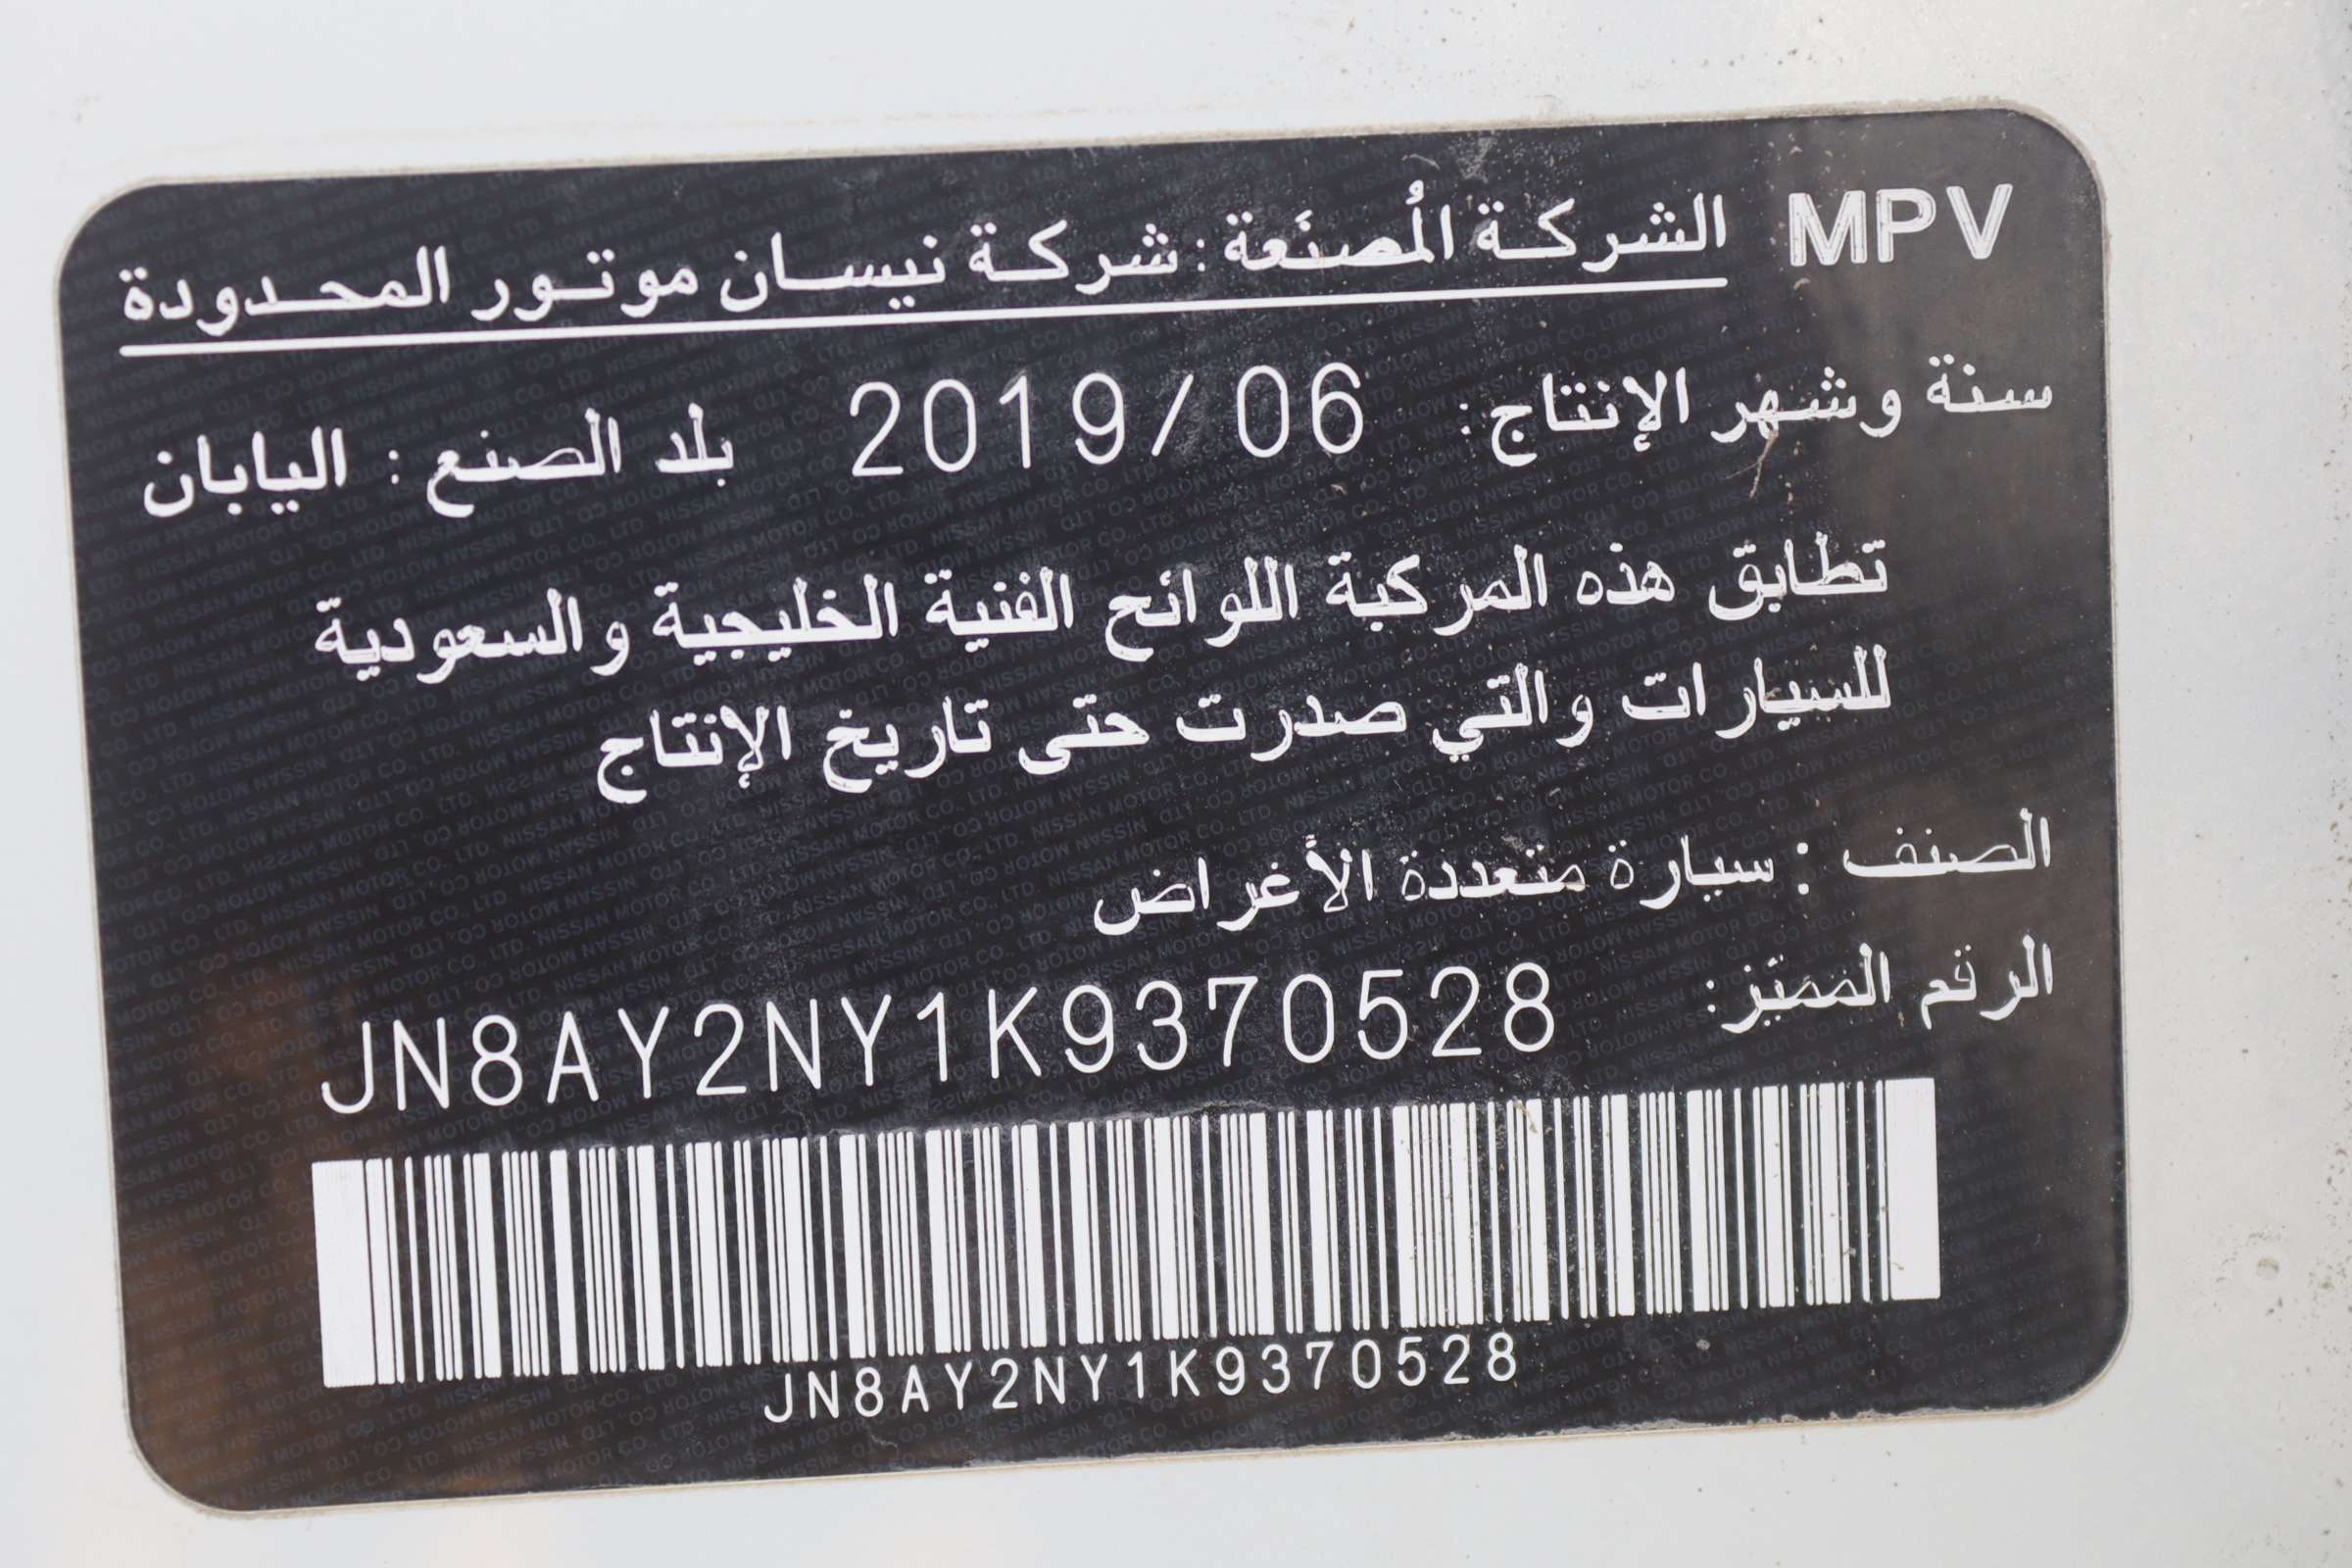 MPV الشركة المُصنَعة : شركة نيسان موتور المحدودة
سنة وشهر الإنتاج : 2019/06 بلد الصنع : اليابان
تطابق هذه المركبة اللوائح الفنية الخليجية والسعودية
للسيارات والتي صدرت حتى تاريخ الإنتاج
الصنف : سيارة متعددة الأغراض
الرقم المميّز: JN8AY2NY1K9370528
JN8AY2NY1K9370528